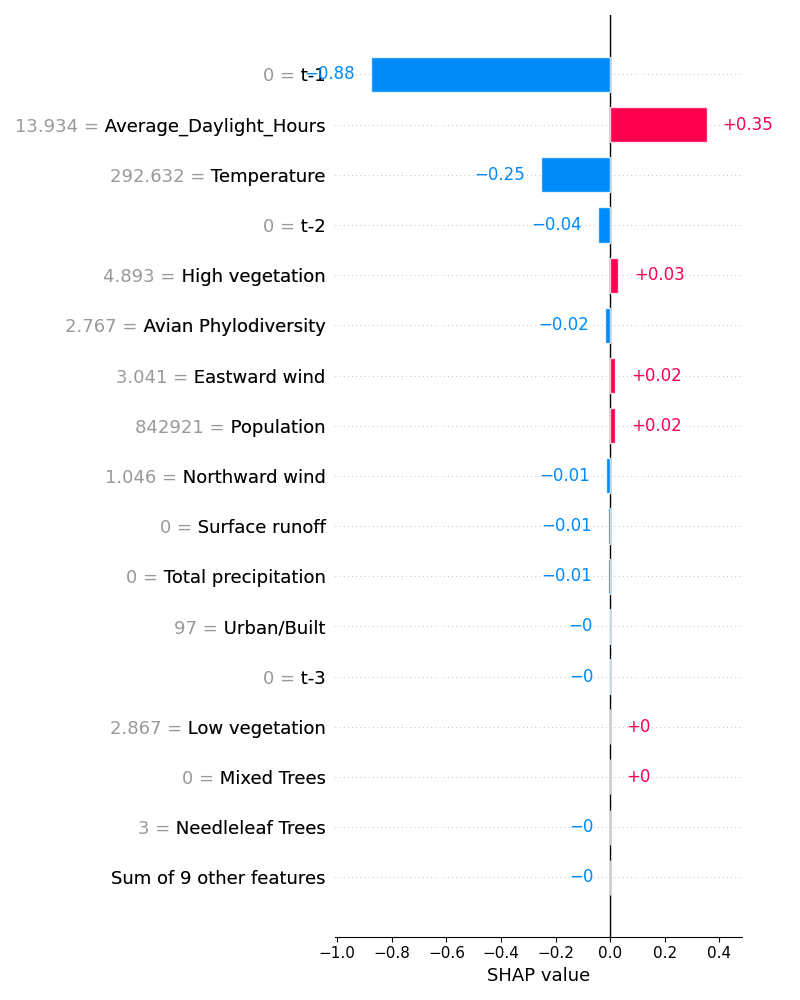 0 = t-1 −0.88
13.934 = Average_Daylight_Hours +0.35
292.632 = Temperature −0.25
0 = t-2 −0.04
4.893 = High vegetation +0.03
2.767 = Avian Phylodiversity −0.02
3.041 = Eastward wind +0.02
842921 = Population +0.02
1.046 = Northward wind −0.01
0 = Surface runoff −0.01
0 = Total precipitation −0.01
97 = Urban/Built −0
0 = t-3 −0
2.867 = Low vegetation +0
0 = Mixed Trees +0
3 = Needleleaf Trees −0
Sum of 9 other features −0
−1.0 −0.8 −0.6 −0.4 −0.2 0.0 0.2 0.4
SHAP value